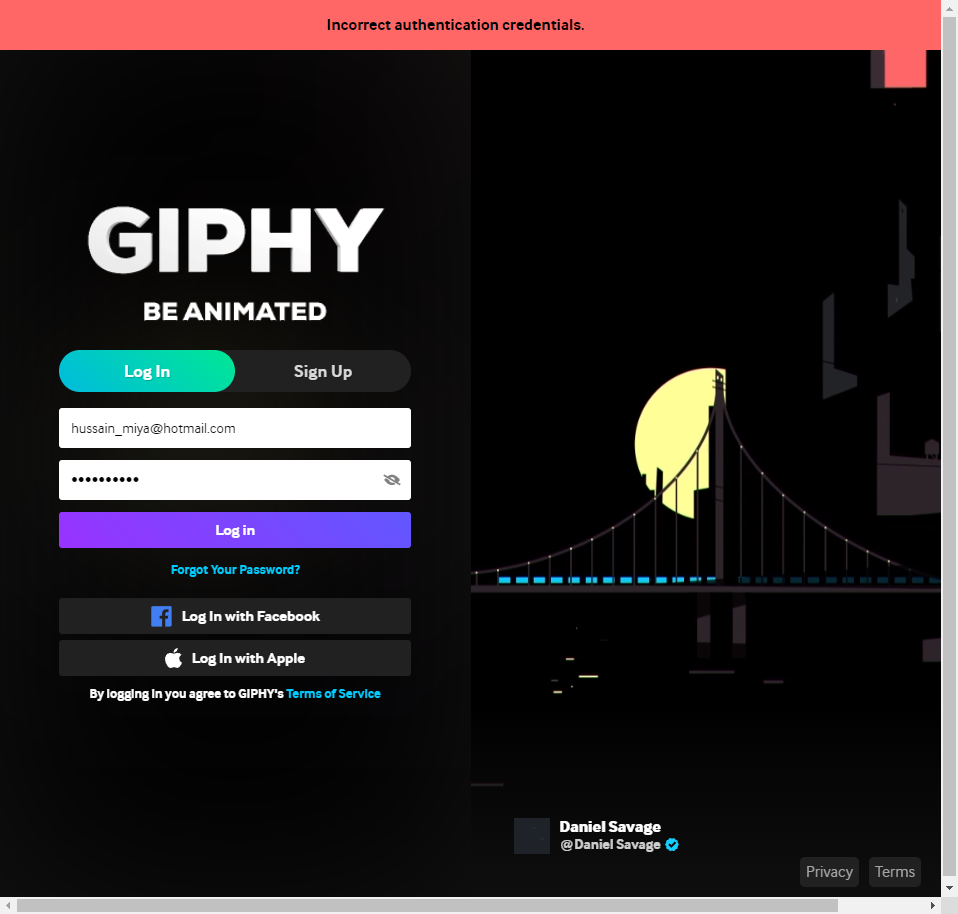 Incorrect authentication credentials.
GIPHY
BE ANIMATED
Log In
Sign Up
hussain_miya@hotmail.com
••••••••••
Log in
Forgot Your Password?
Log In with Facebook
Log In with Apple
By logging in you agree to GIPHY's Terms of Service
Daniel Savage
@Daniel Savage
Privacy
Terms